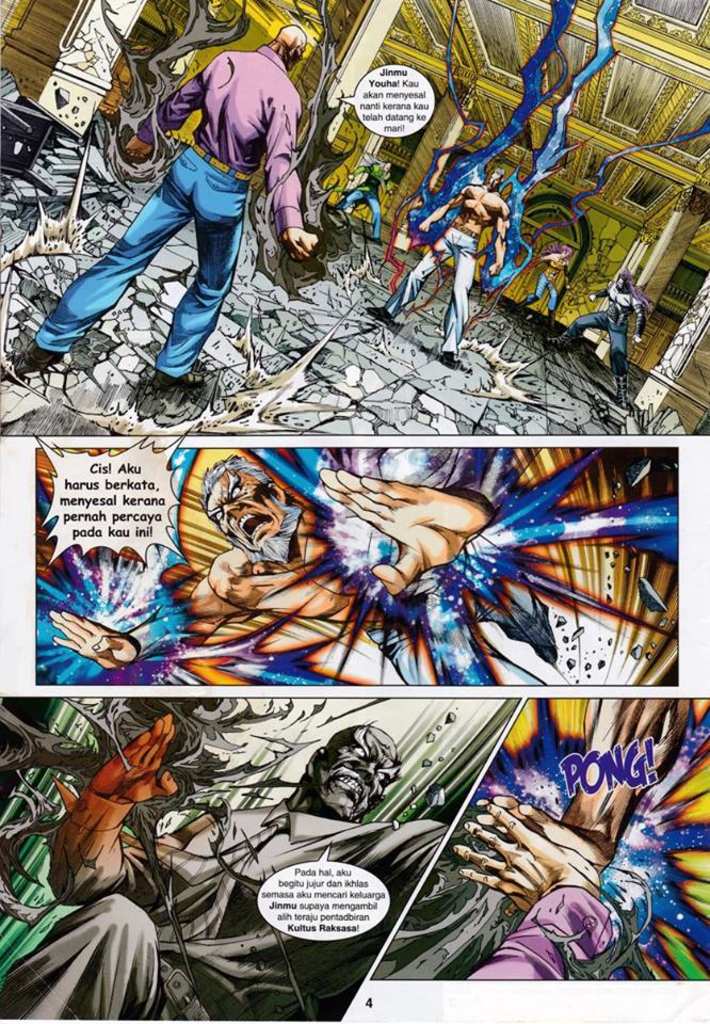 Jinmu
Youha! Kau
akan menyesal
nanti kerana kau
telah datang ke
mari!
Cis! Aku
harus berkata,
menyesal kerana
pernah percaya
pada kau ini!
PONG!
Pada hal, aku
begitu jujur dan ikhlas
semasa aku mencari keluarga
Jinmu supaya mengambil
alih teraju pentadbiran
Kultus Raksasa!
4